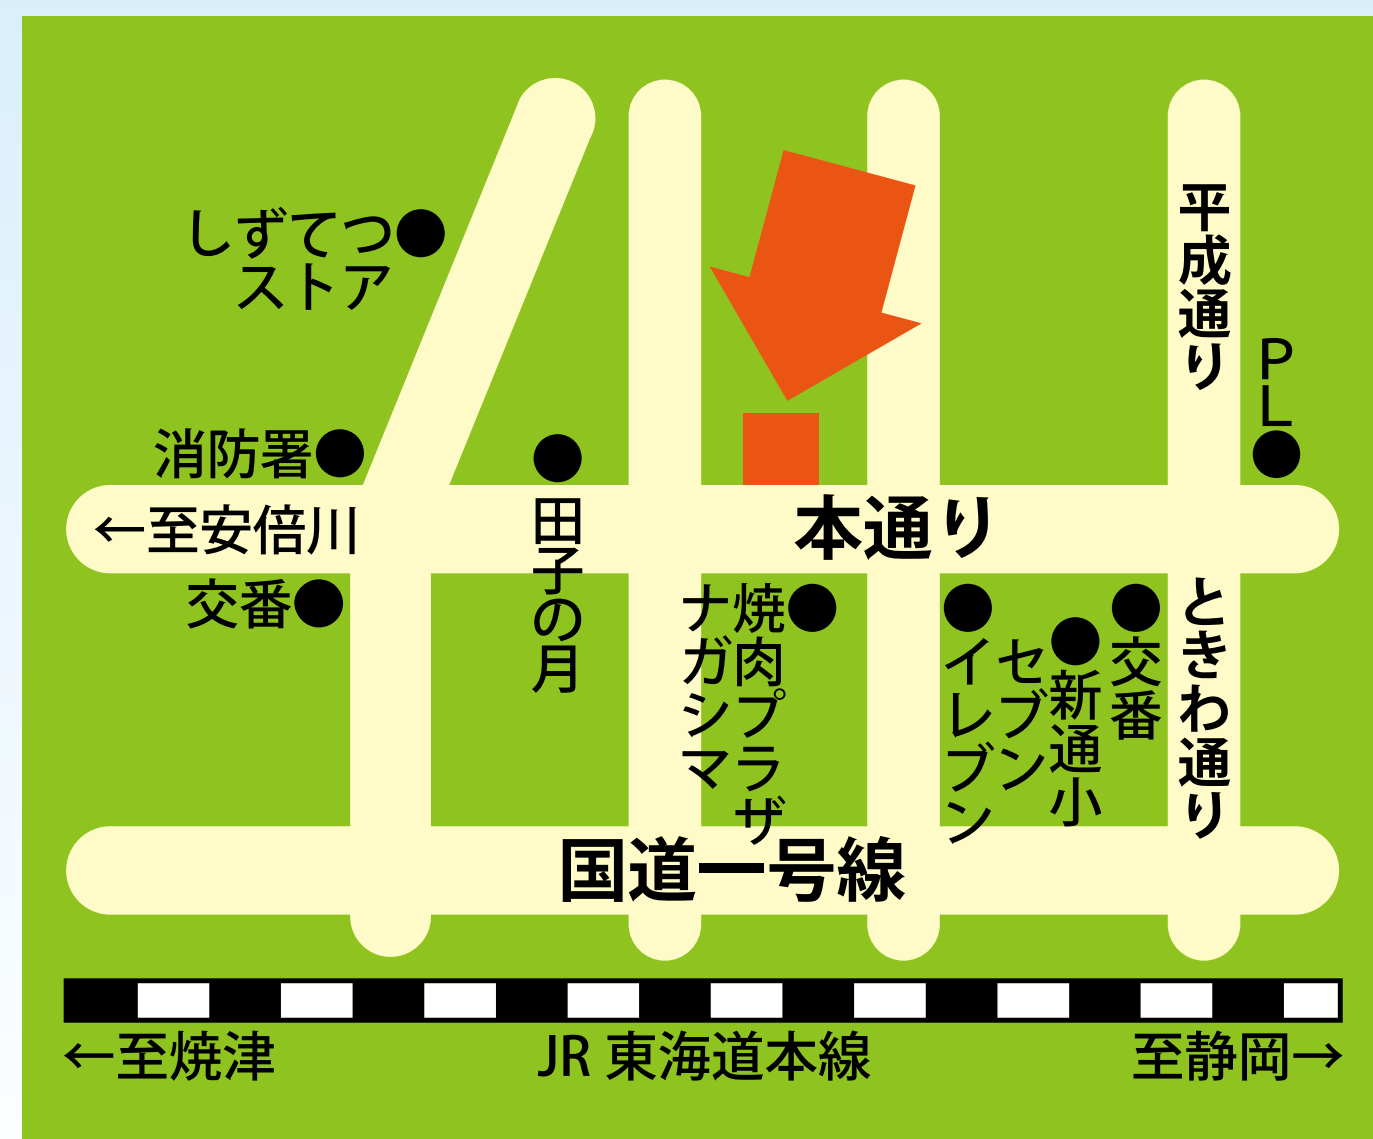 しずてつ
ストア
平成通り
PL
消防署
←至安倍川
本通り
田子の月
交番
焼肉プラザ
ナガシマ
セブン
イレブン
新通小
交番
ときわ通り
国道一号線
←至焼津
JR 東海道本線
至静岡→